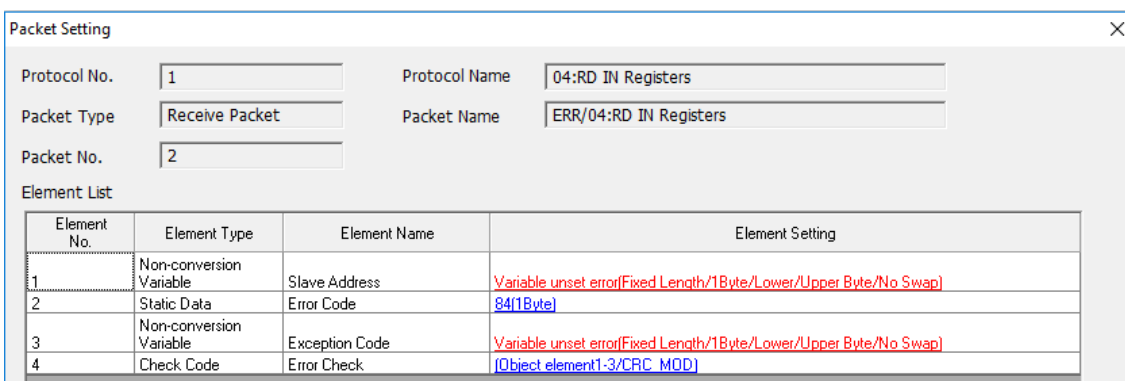 Packet Setting
Protocol No. 1 Protocol Name 04:RD IN Registers
Packet Type Receive Packet Packet Name ERR/04:RD IN Registers
Packet No. 2
Element List
Element No. Element Type Element Name Element Setting
1 Non-conversion Variable Slave Address Variable unset error(Fixed Length/1Byte/Lower/Upper Byte/No Swap)
2 Static Data Error Code 84(1Byte)
3 Non-conversion Variable Exception Code Variable unset error(Fixed Length/1Byte/Lower/Upper Byte/No Swap)
4 Check Code Error Check (Object element1-3/CRC_MOD)